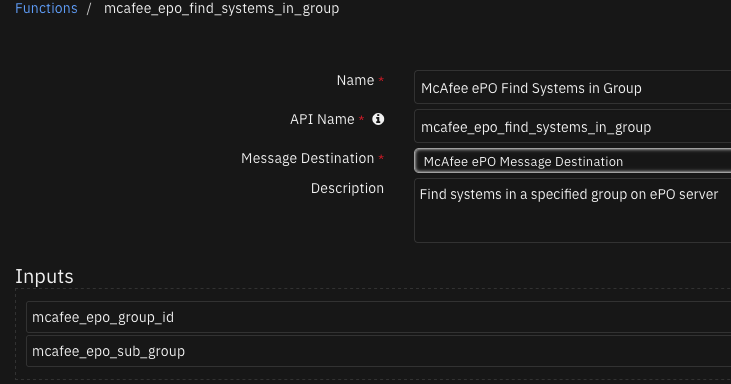 Functions / mcafee_epo_find_systems_in_group
Name * McAfee ePO Find Systems in Group
API Name * mcafee_epo_find_systems_in_group
Message Destination * McAfee ePO Message Destination
Description Find systems in a specified group on ePO server
Inputs
mcafee_epo_group_id
mcafee_epo_sub_group